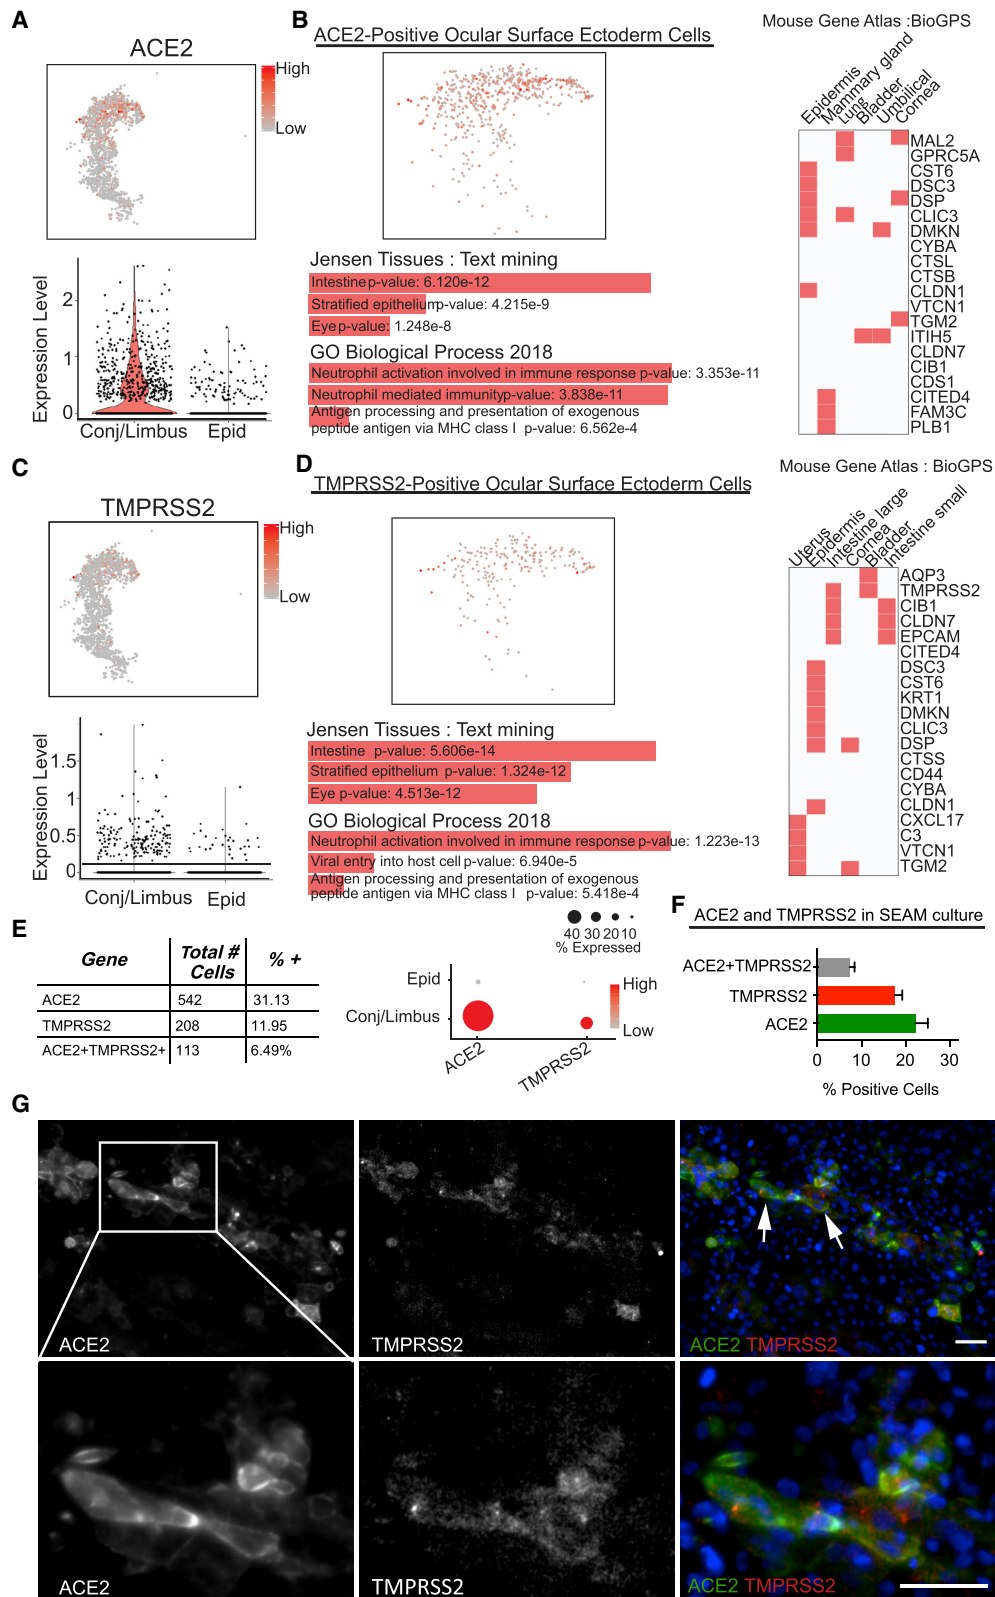 A
ACE2
High
Low
Expression Level
2
1
0
Conj/Limbus
Epid
B
ACE2-Positive Ocular Surface Ectoderm Cells
Jensen Tissues : Text mining
Intestine p-value: 6.120e-12
Stratified epithelium p-value: 4.215e-9
Eye p-value: 1.248e-8
GO Biological Process 2018
Neutrophil activation involved in immune response p-value: 3.353e-11
Neutrophil mediated immunity p-value: 3.838e-11
Antigen processing and presentation of exogenous
peptide antigen via MHC class I p-value: 6.562e-4
Mouse Gene Atlas :BioGPS
Epidermis
Mammary gland
Lung
Bladder
Umbilical
Cornea
MAL2
GPRC5A
CST6
DSC3
DSP
CLIC3
DMKN
CYBA
CTSL
CTSB
CLDN1
VTCN1
TGM2
ITIH5
CLDN7
CIB1
CDS1
CITED4
FAM3C
PLB1
C
TMPRSS2
High
Low
Expression Level
1.5
1
0.5
0
Conj/Limbus
Epid
D
TMPRSS2-Positive Ocular Surface Ectoderm Cells
Jensen Tissues : Text mining
Intestine p-value: 5.606e-14
Stratified epithelium p-value: 1.324e-12
Eye p-value: 4.513e-12
GO Biological Process 2018
Neutrophil activation involved in immune response p-value: 1.223e-13
Viral entry into host cell p-value: 6.940e-5
Antigen processing and presentation of exogenous
peptide antigen via MHC class I p-value: 5.418e-4
Mouse Gene Atlas : BioGPS
Uterus
Epidermis
Intestine large
Cornea
Bladder
Intestine small
AQP3
TMPRSS2
CIB1
CLDN7
EPCAM
CITED4
DSC3
CST6
KRT1
DMKN
CLIC3
DSP
CTSS
CD44
CYBA
CLDN1
CXCL17
C3
VTCN1
TGM2
E
Gene Total # Cells % +
ACE2 542 31.13
TMPRSS2 208 11.95
ACE2+TMPRSS2+ 113 6.49%
40 30 20 10
% Expressed
Epid
Conj/Limbus
High
Low
ACE2
TMPRSS2
F
ACE2 and TMPRSS2 in SEAM culture
ACE2+TMPRSS2
TMPRSS2
ACE2
0 10 20 30
% Positive Cells
G
ACE2
TMPRSS2
ACE2 TMPRSS2
ACE2
TMPRSS2
ACE2 TMPRSS2